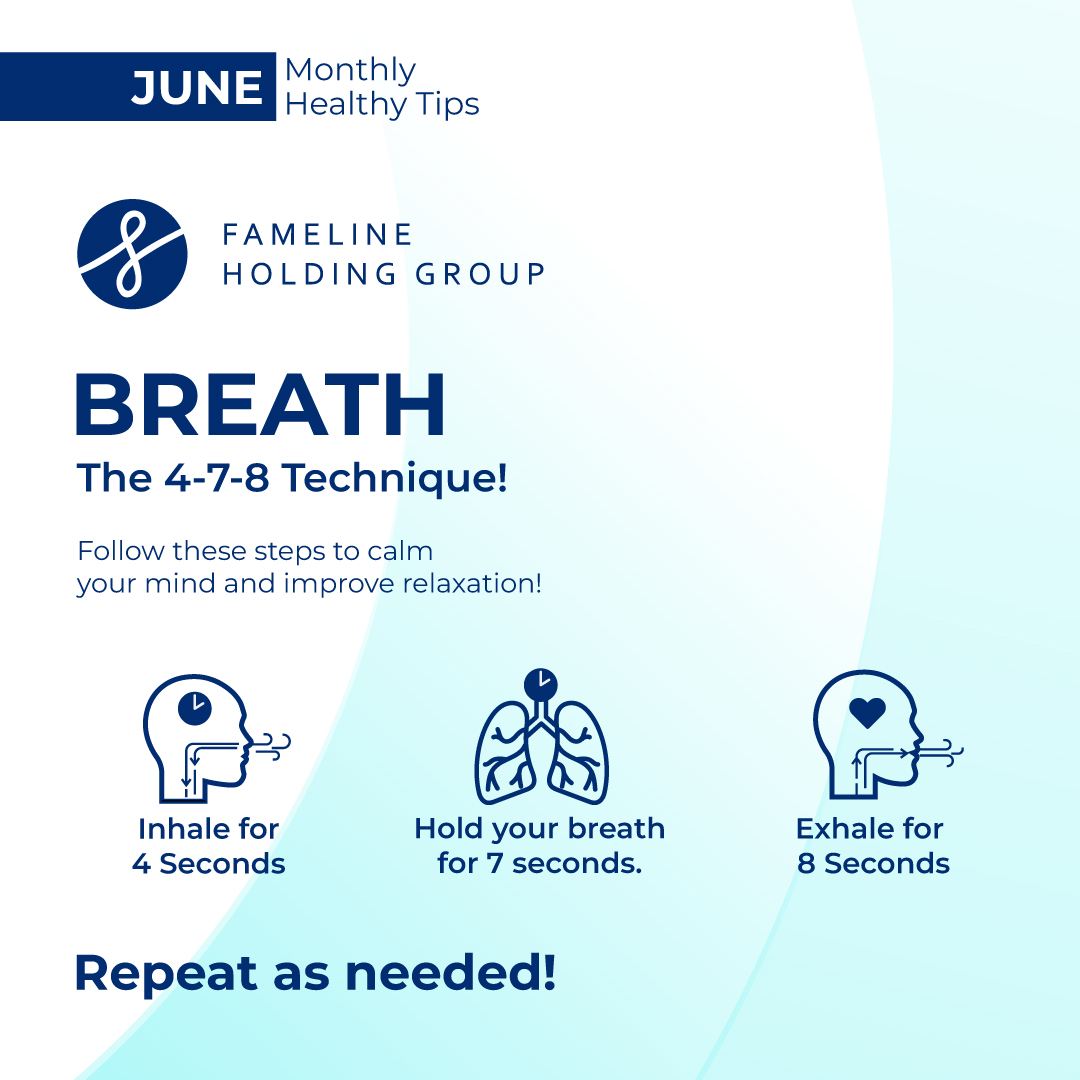 JUNE
Monthly
Healthy Tips
FAMELINE
HOLDING GROUP
BREATH
The 4-7-8 Technique!
Follow these steps to calm
your mind and improve relaxation!
Inhale for
4 Seconds
Hold your breath
for 7 seconds.
Exhale for
8 Seconds
Repeat as needed!